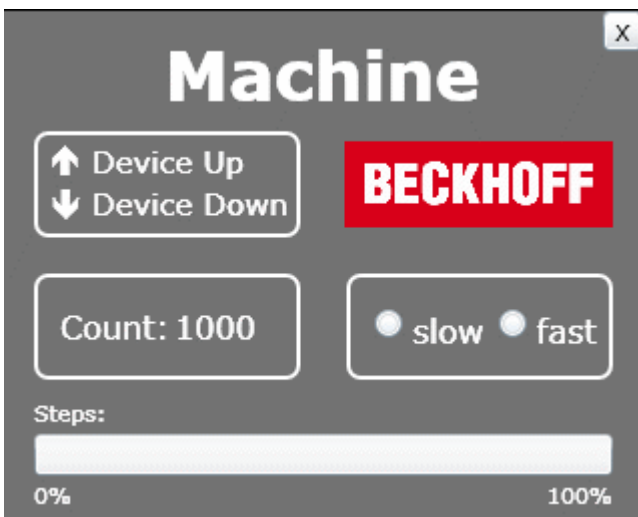 X
Machine
Device Up
Device Down
BECKHOFF
Count: 1000
slow fast
Steps:
0% 100%